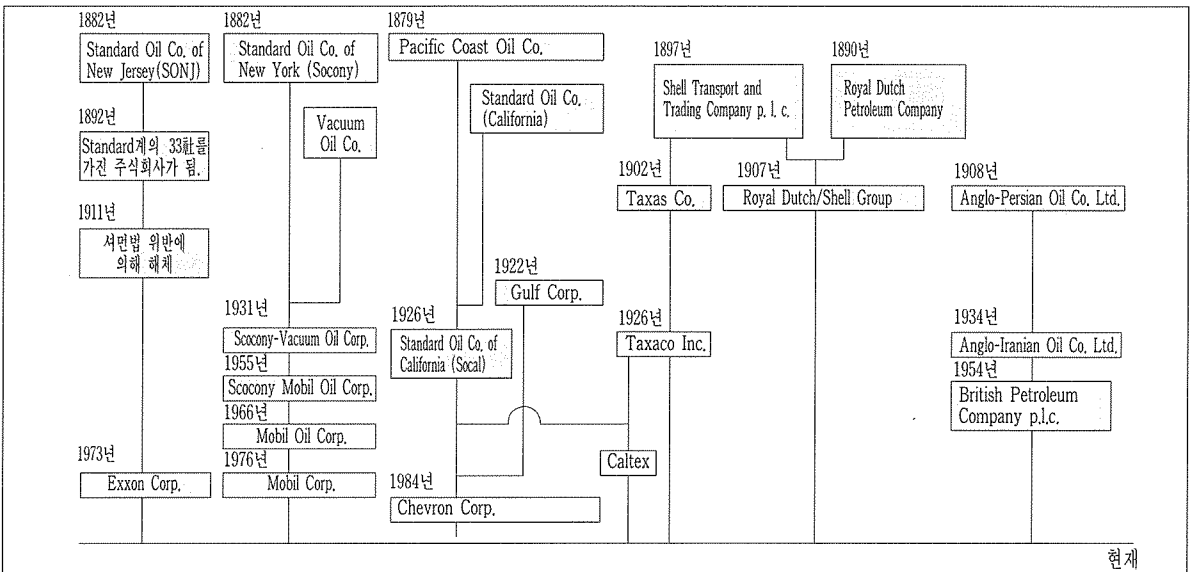 1882년
Standard Oil Co. of
New Jersey(SONJ)
1892년
Standard계의 33社를
가진 주식회사가 됨.
1911년
셔먼법 위반에
의해 해체
1973년
Exxon Corp.
1882년
Standard Oil Co. of
New York (Socony)
Vacuum
Oil Co.
1931년
Scocony-Vacuum Oil Corp.
1955년
Scocony Mobil Oil Corp.
1966년
Mobil Oil Corp.
1976년
Mobil Corp.
1879년
Pacific Coast Oil Co.
Standard Oil Co.
(California)
1922년
Gulf Corp.
1926년
Standard Oil Co. of
California (Socal)
1984년
Chevron Corp.
1897년
Shell Transport and
Trading Company p. l. c.
1890년
Royal Dutch
Petroleum Company
1902년
Taxas Co.
1907년
Royal Dutch/Shell Group
1926년
Taxaco Inc.
Caltex
1908년
Anglo-Persian Oil Co. Ltd.
1934년
Anglo-Iranian Oil Co. Ltd.
1954년
British Petroleum
Company p.l.c.
현재